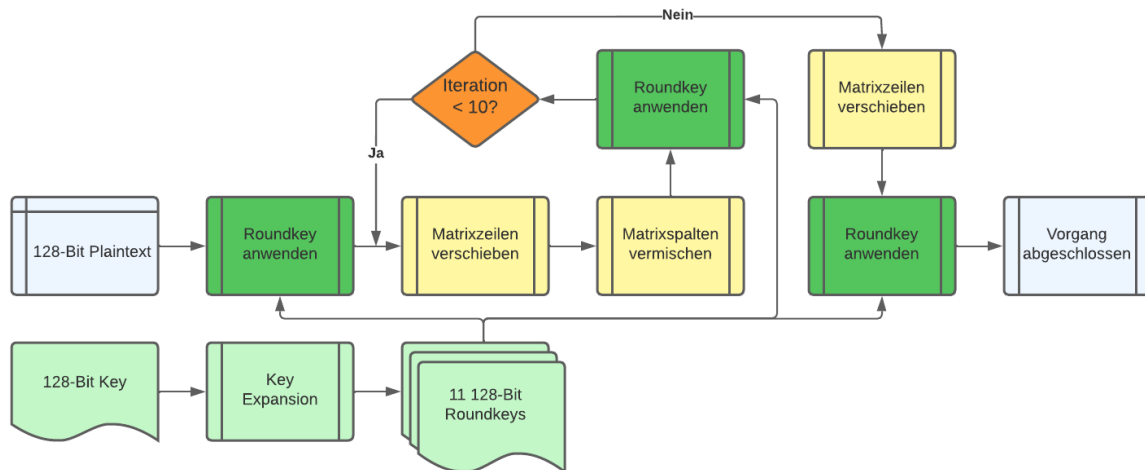 Nein
Iteration
< 10?
Roundkey
anwenden
Matrixzeilen
verschieben
Ja
128-Bit Plaintext
Roundkey
anwenden
Matrixzeilen
verschieben
Matrixspalten
vermischen
Roundkey
anwenden
Vorgang
abgeschlossen
128-Bit Key
Key
Expansion
11 128-Bit
Roundkeys